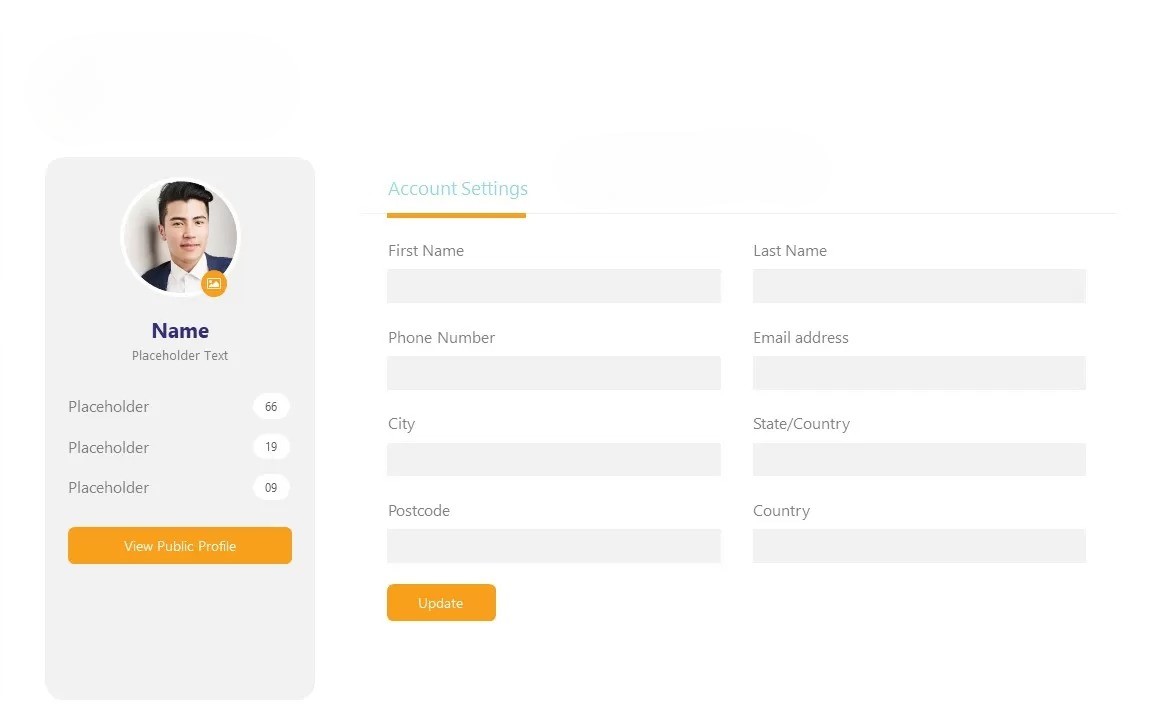 Name
Placeholder Text
Placeholder 66
Placeholder 19
Placeholder 09
View Public Profile
Account Settings
First Name Last Name
Phone Number Email address
City State/Country
Postcode Country
Update